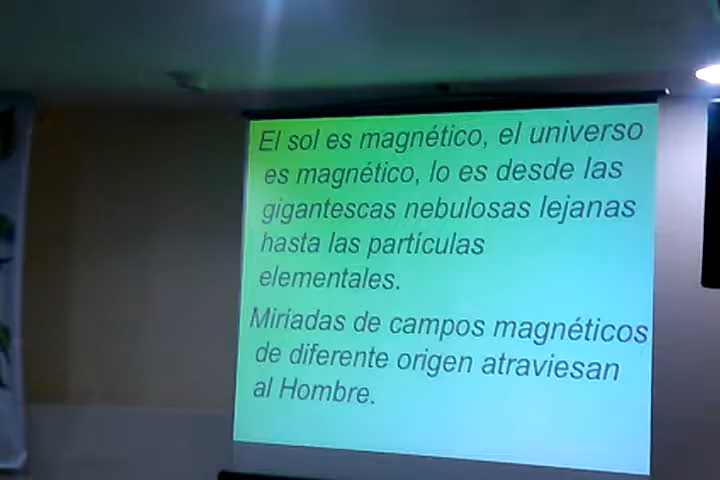 El sol es magnético, el universo
es magnético, lo es desde las
gigantescas nebulosas lejanas
hasta las partículas
elementales.
Miríadas de campos magnéticos
de diferente origen atraviesan
al Hombre.